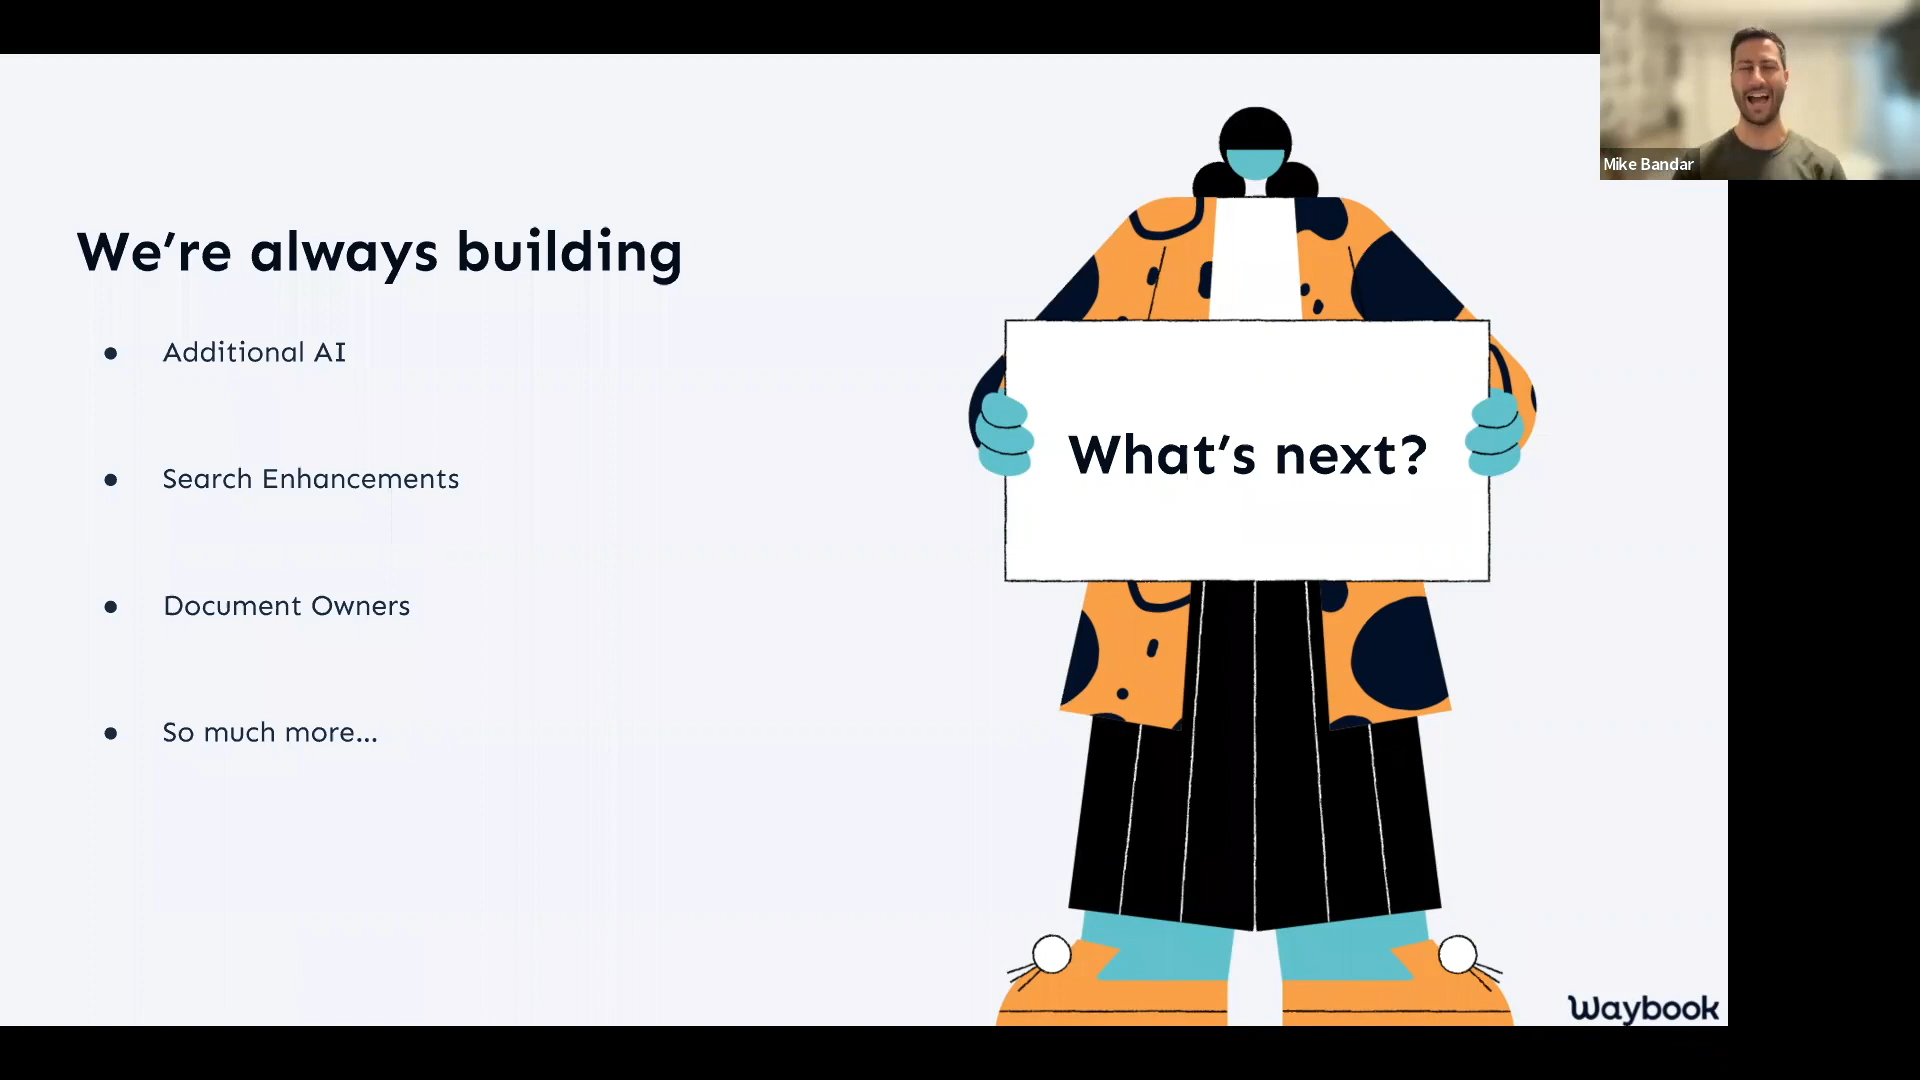 Mike Bandar
We're always building
Additional AI
Search Enhancements
Document Owners
So much more...
What's next?
Waybook